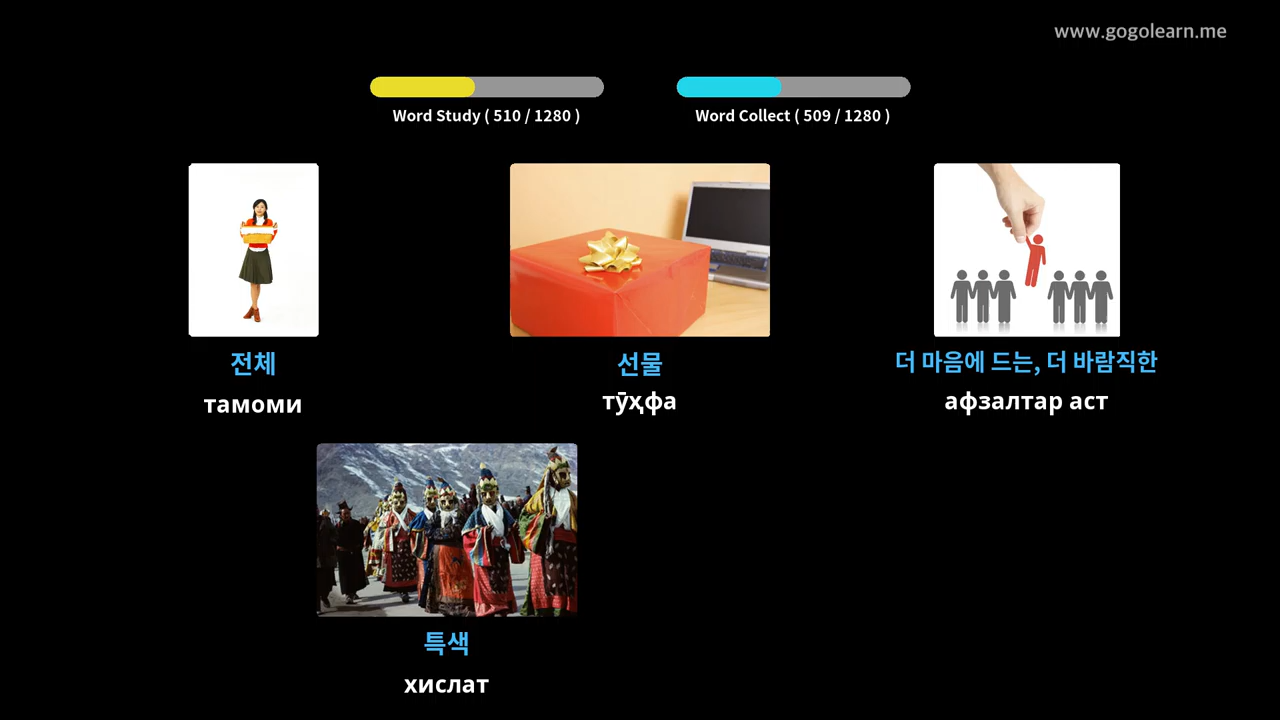 www.gogolearn.me
Word Study ( 510 / 1280 )
Word Collect ( 509 / 1280 )
전체
тамоми
선물
тӯҳфа
더 마음에 드는, 더 바람직한
афзалтар аст
특색
хислат